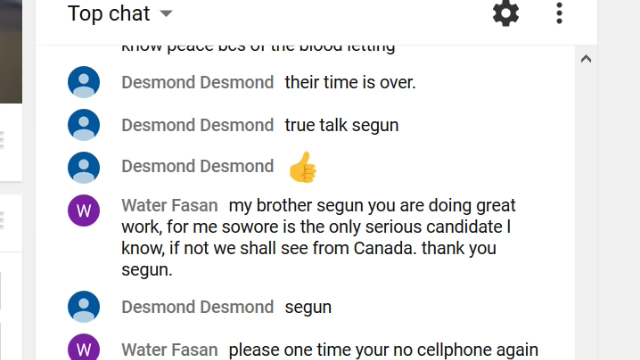 Top chat
know peace bcs of the blood letting
Desmond Desmond their time is over.
Desmond Desmond true talk segun
Desmond Desmond 👍
W Water Fasan my brother segun you are doing great
work, for me sowore is the only serious candidate I
know, if not we shall see from Canada. thank you
segun.
Desmond Desmond segun
W Water Fasan please one time your no cellphone again